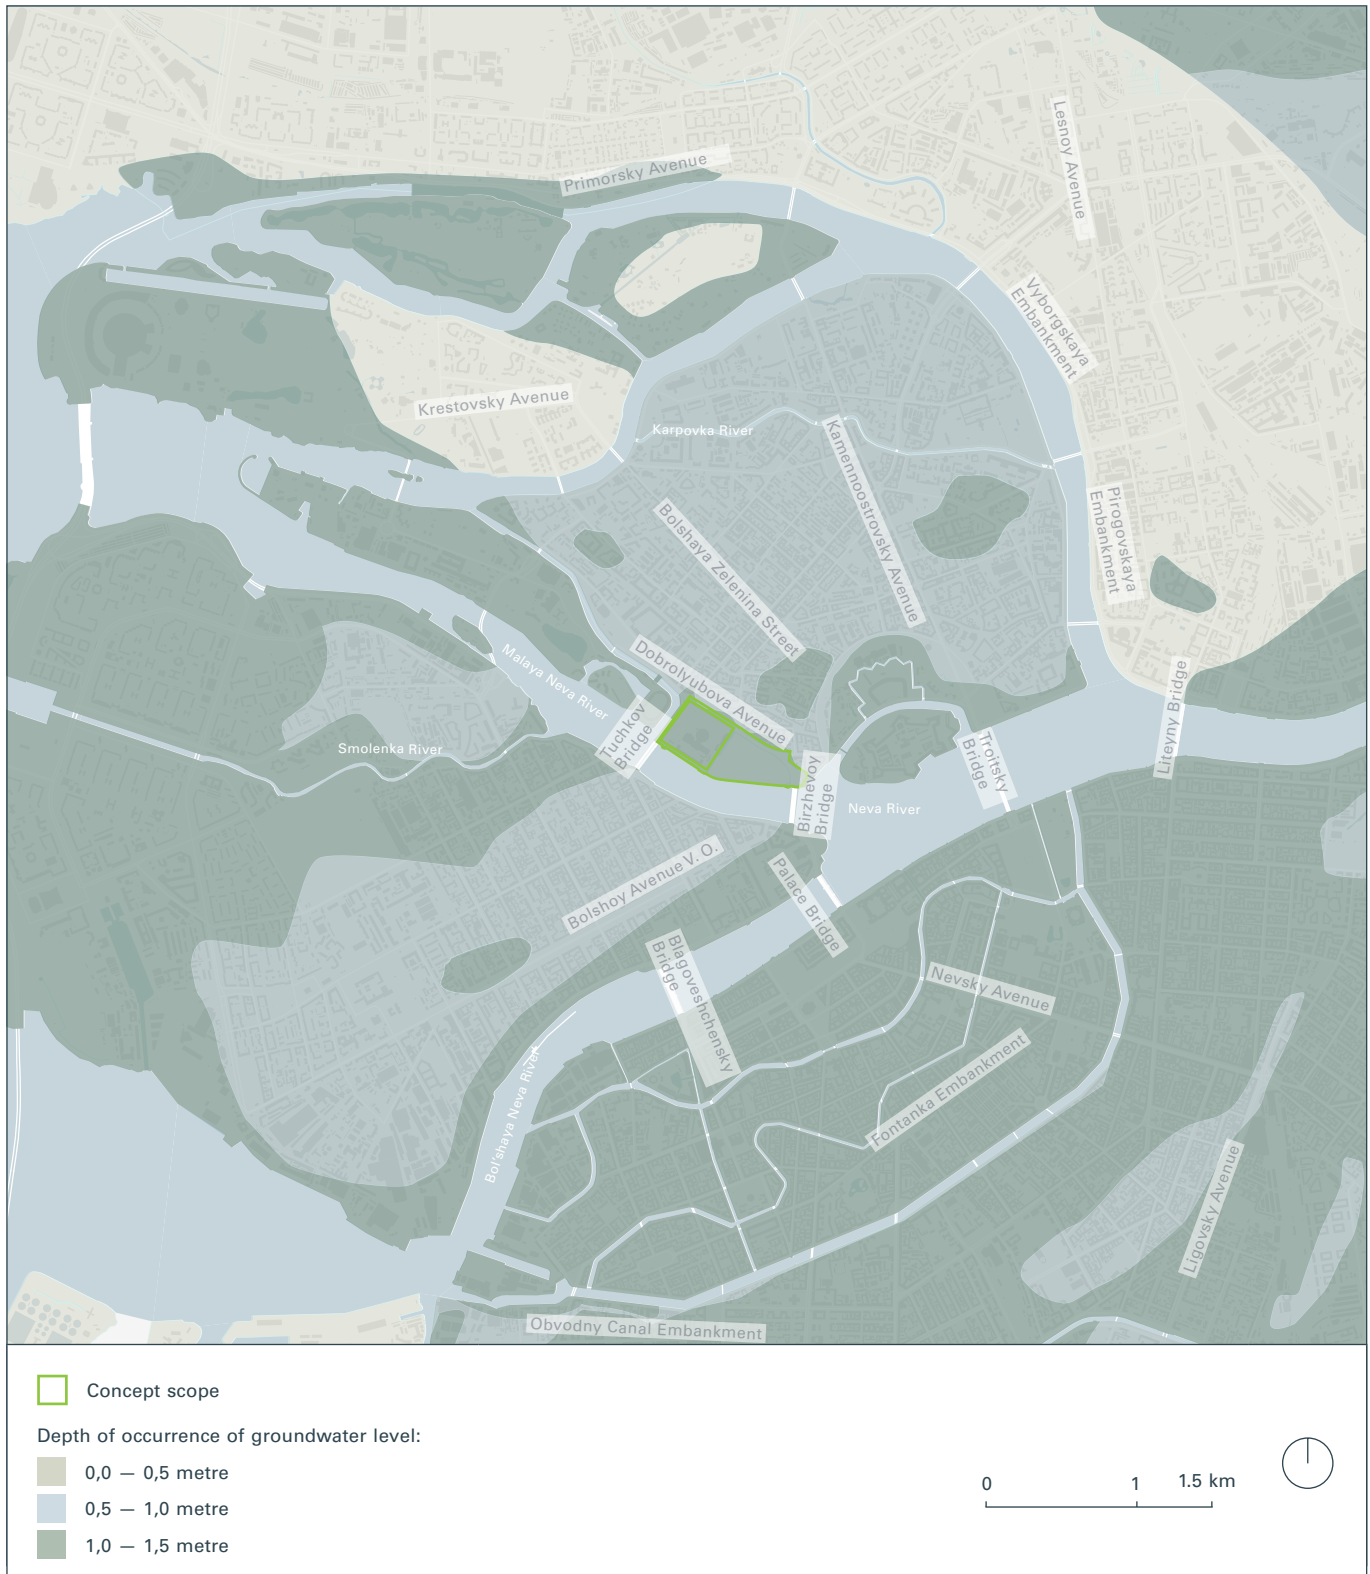 Primorsky Avenue
Lesnoy Avenue
Vyborgskaya
Embankment
Krestovsky Avenue
Karpovka River
Kamennoostrovsky Avenue
Pirogovskaya
Embankment
Bolshaya Zelenina Street
Dobrolyubova Avenue
Malaya Neva River
Tuchkov
Bridge
Smolenka River
Liteyny Bridge
Troitsky
Bridge
Birzhevoy
Bridge
Neva River
Bolshoy Avenue V. O.
Palace Bridge
Blagoveshchensky
Bridge
Nevsky Avenue
Fontanka Embankment
Bol'shaya Neva River
Ligovsky Avenue
Obvodny Canal Embankment
Concept scope
Depth of occurrence of groundwater level:
0,0 — 0,5 metre
0,5 — 1,0 metre
1,0 — 1,5 metre
0 1 1.5 km